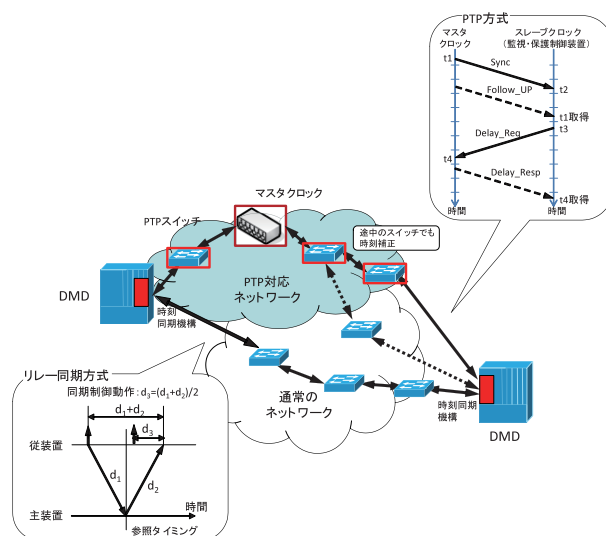 PTP方式
マスタ
クロック
スレーブクロック
(監視・保護制御装置)
t1
Sync
t2
Follow_UP
t1取得
t3
Delay_Req
t4
Delay_Resp
t4取得
時間
時間
マスタクロック
PTPスイッチ
途中のスイッチでも
時刻補正
PTP対応
ネットワーク
DMD
時刻
同期機構
リレー同期方式
同期制御動作:d₃=(d₁+d₂)/2
d₁+d₂
d₃
従装置
d₁
d₂
時間
主装置
参照タイミング
通常の
ネットワーク
時刻同期
機構
DMD